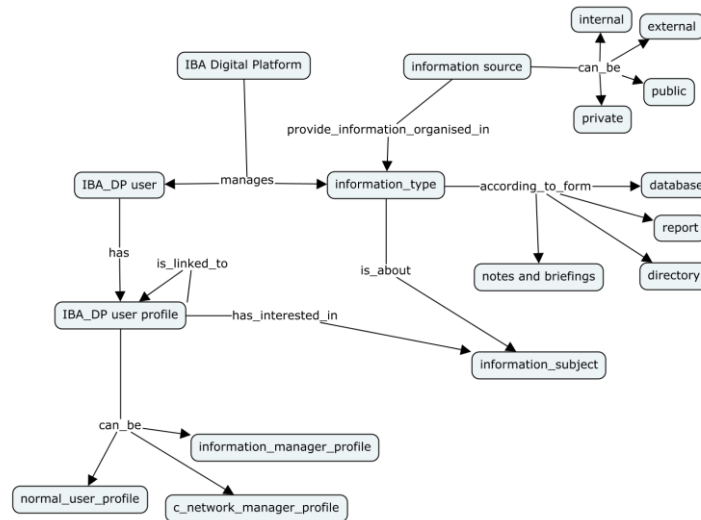 internal
external
IBA Digital Platform
information source
can_be
public
private
provide_information_organised_in
IBA_DP user
manages
information_type
according_to_form
database
report
has
is_linked_to
is_about
notes and briefings
directory
IBA_DP user profile
has_interested_in
information_subject
can_be
information_manager_profile
normal_user_profile
c_network_manager_profile